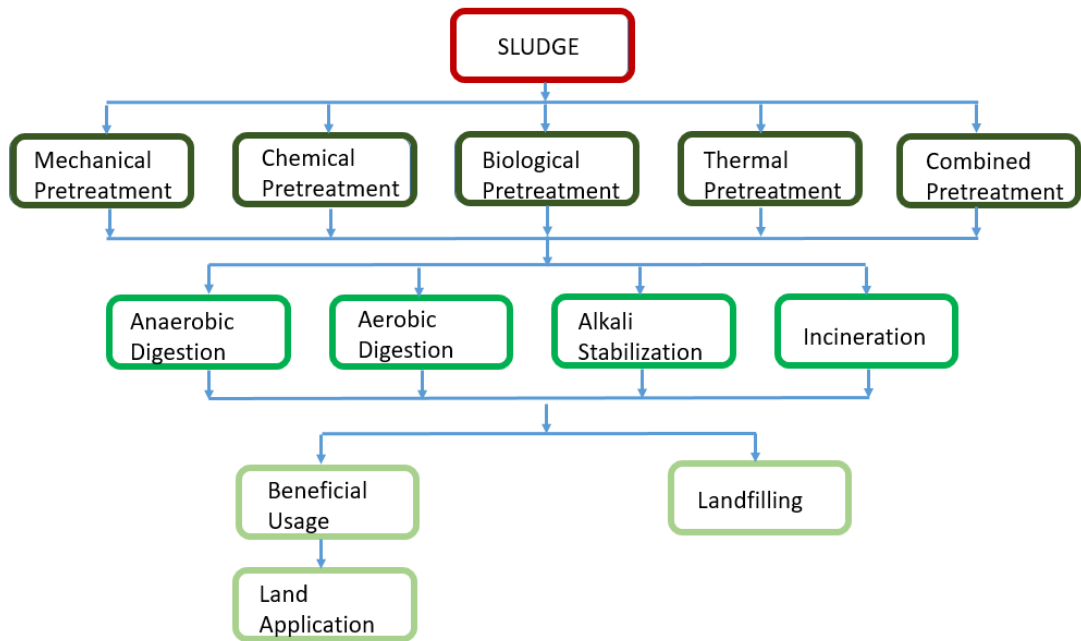 SLUDGE
Mechanical
Pretreatment
Chemical
Pretreatment
Biological
Pretreatment
Thermal
Pretreatment
Combined
Pretreatment
Anaerobic
Digestion
Aerobic
Digestion
Alkali
Stabilization
Incineration
Beneficial
Usage
Landfilling
Land
Application